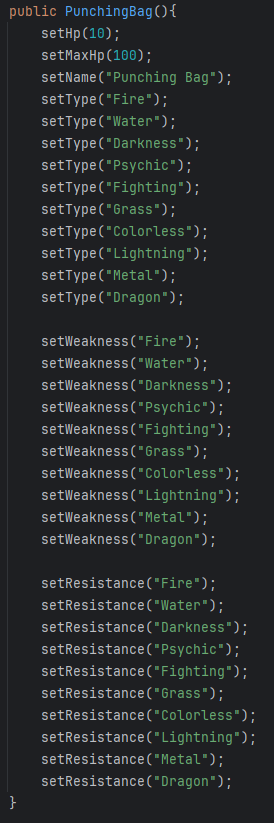 public PunchingBag(){
setHp(10);
setMaxHp(100);
setName("Punching Bag");
setType("Fire");
setType("Water");
setType("Darkness");
setType("Psychic");
setType("Fighting");
setType("Grass");
setType("Colorless");
setType("Lightning");
setType("Metal");
setType("Dragon");
setWeakness("Fire");
setWeakness("Water");
setWeakness("Darkness");
setWeakness("Psychic");
setWeakness("Fighting");
setWeakness("Grass");
setWeakness("Colorless");
setWeakness("Lightning");
setWeakness("Metal");
setWeakness("Dragon");
setResistance("Fire");
setResistance("Water");
setResistance("Darkness");
setResistance("Psychic");
setResistance("Fighting");
setResistance("Grass");
setResistance("Colorless");
setResistance("Lightning");
setResistance("Metal");
setResistance("Dragon");
}